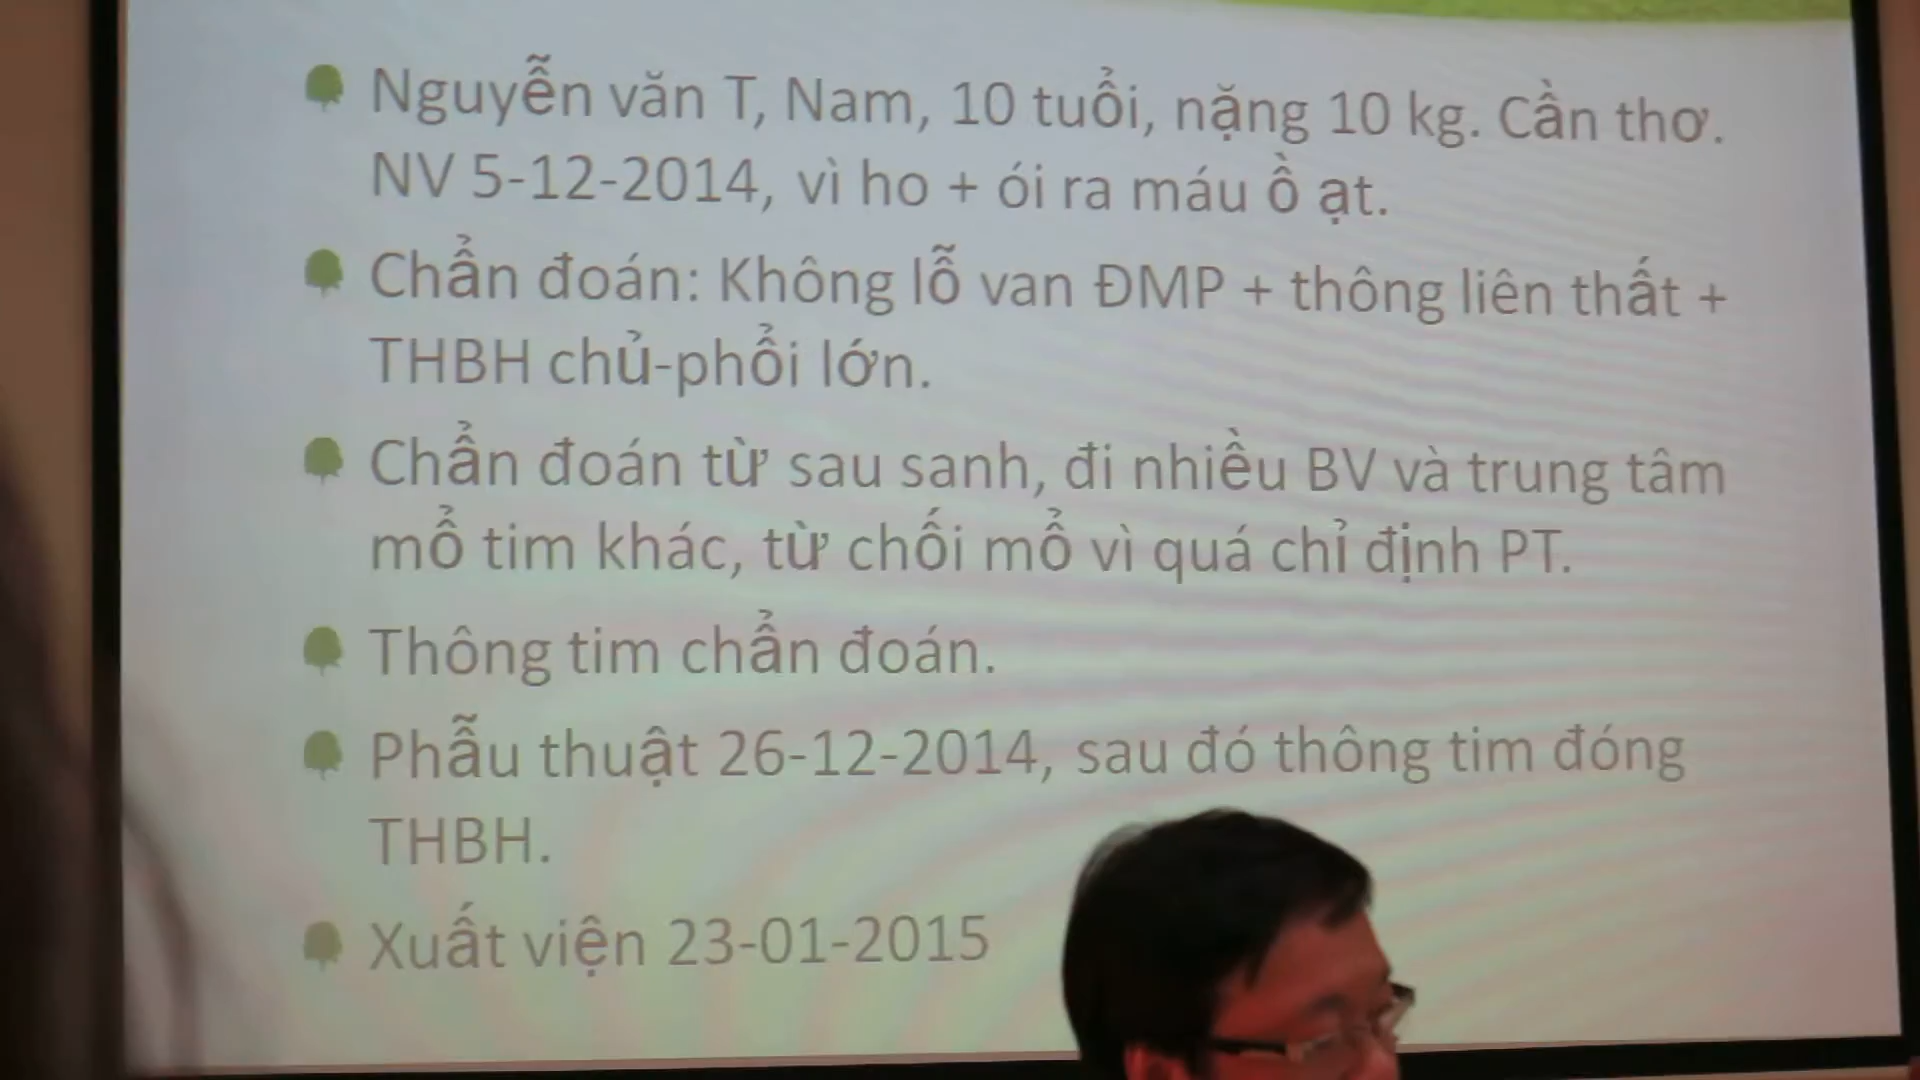 Nguyễn văn T, Nam, 10 tuổi, nặng 10 kg. Cần thơ.
NV 5-12-2014, vì ho + ói ra máu ồ ạt.
Chẩn đoán: Không lỗ van ĐMP + thông liên thất +
THBH chủ-phổi lớn.
Chẩn đoán từ sau sanh, đi nhiều BV và trung tâm
mổ tim khác, từ chối mổ vì quá chỉ định PT.
Thông tim chẩn đoán.
Phẫu thuật 26-12-2014, sau đó thông tim đóng
THBH.
Xuất viện 23-01-2015